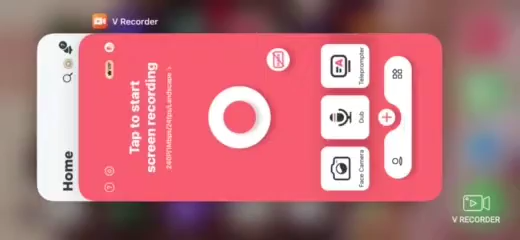 V Recorder
Home
Tap to start
screen recording
Teleprompter
Dub
Face Camera
V RECORDER